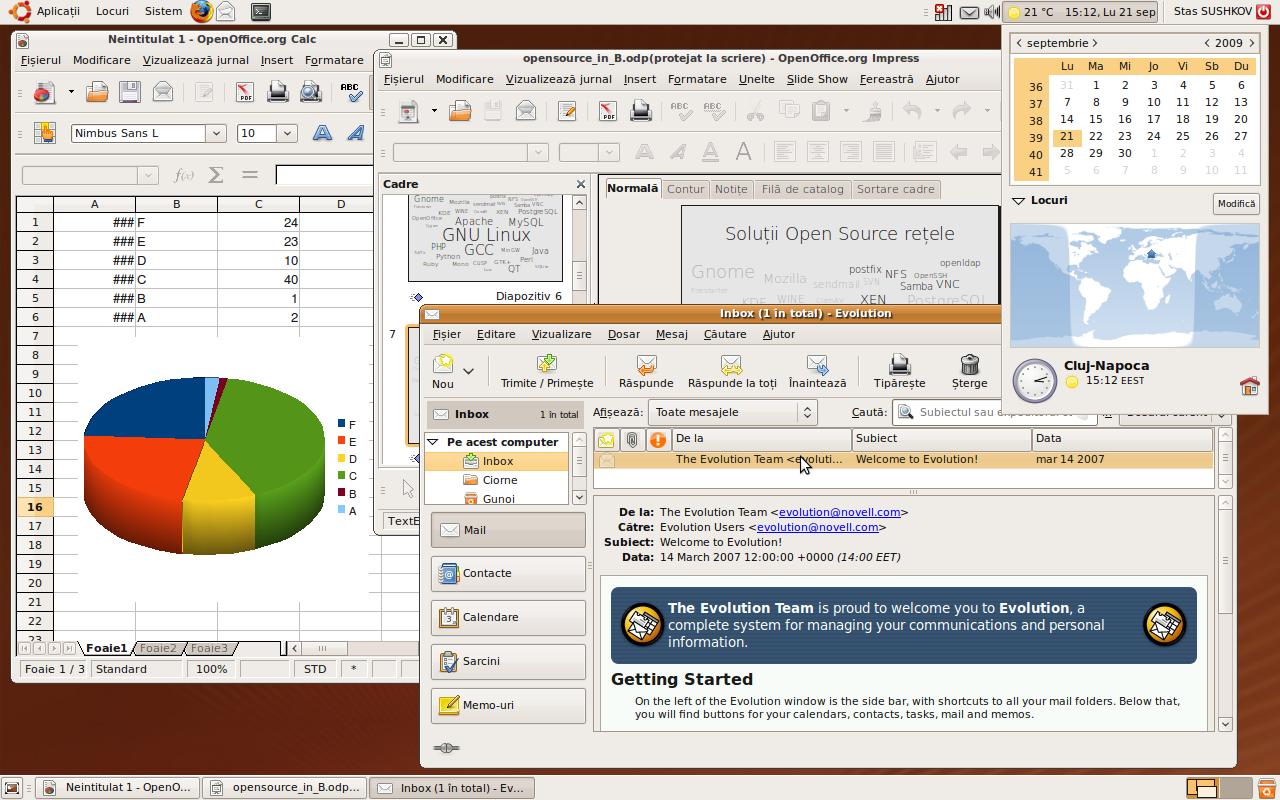 Aplicații Locuri Sistem 21 °C 15:12, Lu 21 sep Stas SUSHKOV
Neintitulat 1 - OpenOffice.org Calc
Fișierul Modificare Vizualizează jurnal Insert Formatare
PDF ABC
Nimbus Sans L 10
f(x) Σ =
A B C D
1 ### F 24
2 ### E 23
3 ### D 10
4 ### C 40
5 ### B 1
6 ### A 2
7
8
9
10
11
12
13
14
15
16
17
18
19
20
21
22
23
F
E
D
C
B
A
Foaie1 Foaie2 Foaie3
Foaie 1 / 3 Standard 100% STD *
opensource_in_B.odp(protejat la scriere) - OpenOffice.org Impress
Fișierul Modificare Vizualizează jurnal Insert Formatare Unelte Slide Show Fereastră Ajutor
PDF ABC ABC
A A A A
Cadre
Gnome Mozilla
KDE WINE XEN PostgreSQL
Apache MySQL
GNU Linux
PHP GCC Java
Python Perl
Ruby Mono GTK+ QT
Diapozitiv 6
7
TextE
Normală Contur Notițe Filă de catalog Sortare cadre
Soluții Open Source rețele
Gnome Mozilla sendmail SVN postfix NFS OpenSSH openldap
Samba VNC
KDE WINE XEN PostgreSQL
septembrie 2009
Lu Ma Mi Jo Vi Sb Du
36 31 1 2 3 4 5 6
37 7 8 9 10 11 12 13
38 14 15 16 17 18 19 20
39 21 22 23 24 25 26 27
40 28 29 30 1 2 3 4
41 5 6 7 8 9 10 11
Locuri Modifică
Cluj-Napoca
15:12 EEST
Inbox (1 în total) - Evolution
Fișier Editare Vizualizare Dosar Mesaj Căutare Ajutor
Nou Trimite / Primește Răspunde Răspunde la toți Înaintează Tipărește Șterge
Inbox 1 în total Afișează: Toate mesajele Caută: Subiectul sau
Pe acest computer
Inbox
Ciorne
Gunoi
De la Subiect Data
The Evolution Team <evoluti... Welcome to Evolution! mar 14 2007
Mail
Contacte
Calendare
Sarcini
Memo-uri
De la: The Evolution Team <evolution@novell.com>
Către: Evolution Users <evolution@novell.com>
Subiect: Welcome to Evolution!
Data: 14 March 2007 12:00:00 +0000 (14:00 EET)
The Evolution Team is proud to welcome you to Evolution, a
complete system for managing your communications and personal
information.
Getting Started
On the left of the Evolution window is the side bar, with shortcuts to all your mail folders. Below that,
you will find buttons for your calendars, contacts, tasks, mail and memos.
Neintitulat 1 - OpenO... opensource_in_B.odp... Inbox (1 în total) - Ev...